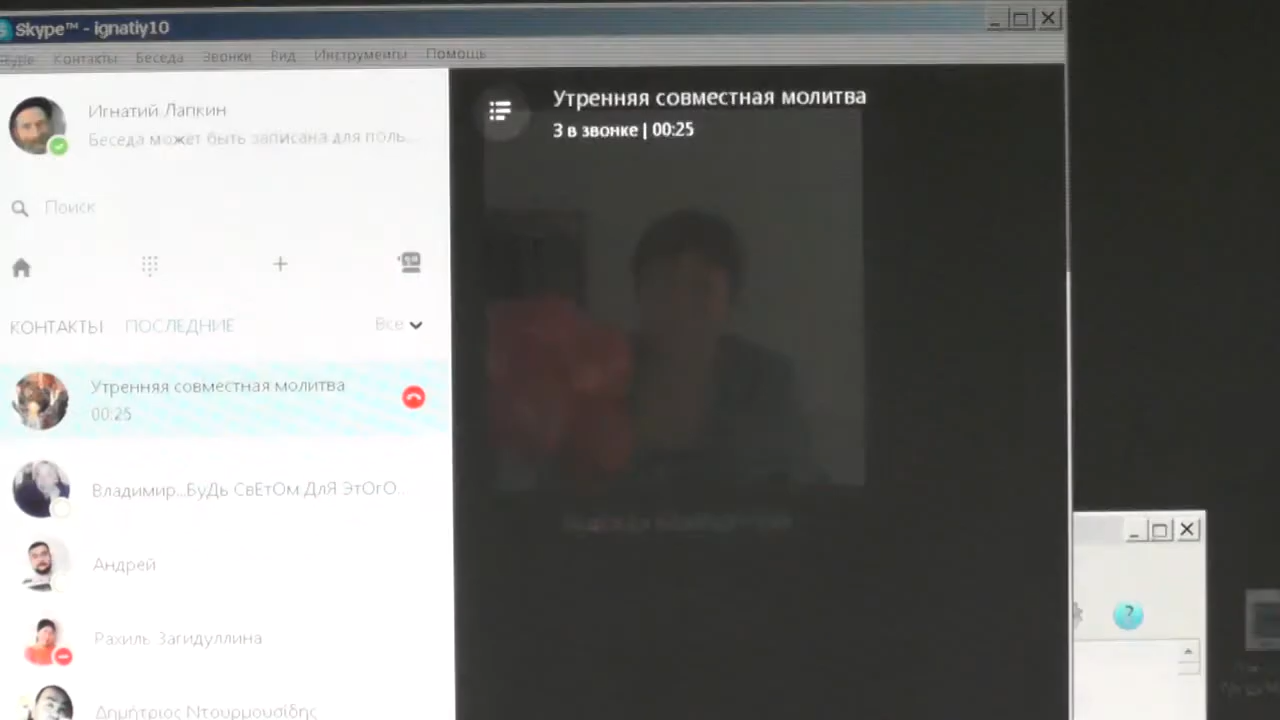 Skype™ - ignatiy10
Skype Контакты Беседа Звонки Вид Инструменты Помощь
Игнатий Лапкин
Беседа может быть записана для поль...
Поиск
КОНТАКТЫ ПОСЛЕДНИЕ Все
Утренняя совместная молитва
00:25
Владимир...БуДь СвЕтОм ДлЯ ЭтОгО...
Андрей
Рахиль Загидуллина
Δημήτριος Ντουρμουσίδης
Утренняя совместная молитва
3 в звонке | 00:25
?